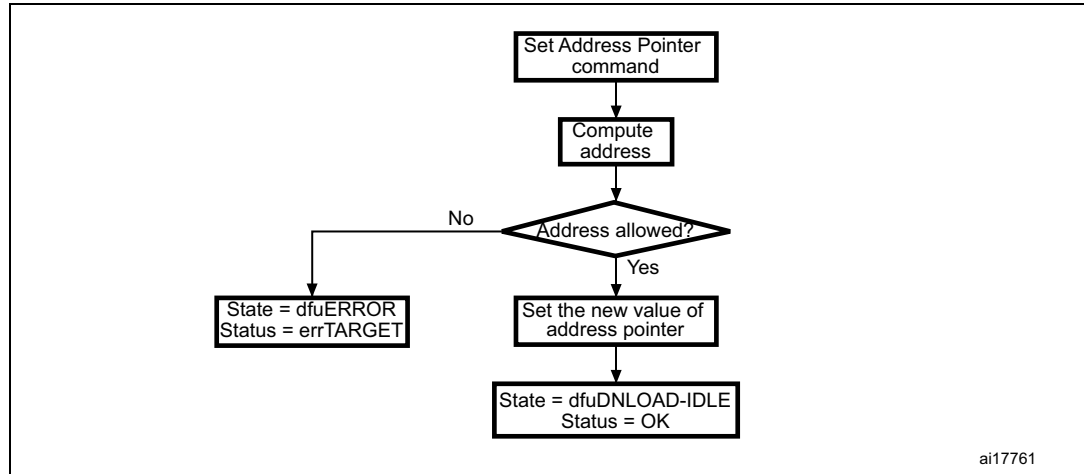 Set Address Pointer
command
Compute
address
Address allowed?
No
Yes
State = dfuERROR
Status = errTARGET
Set the new value of
address pointer
State = dfuDNLOAD-IDLE
Status = OK
ai17761